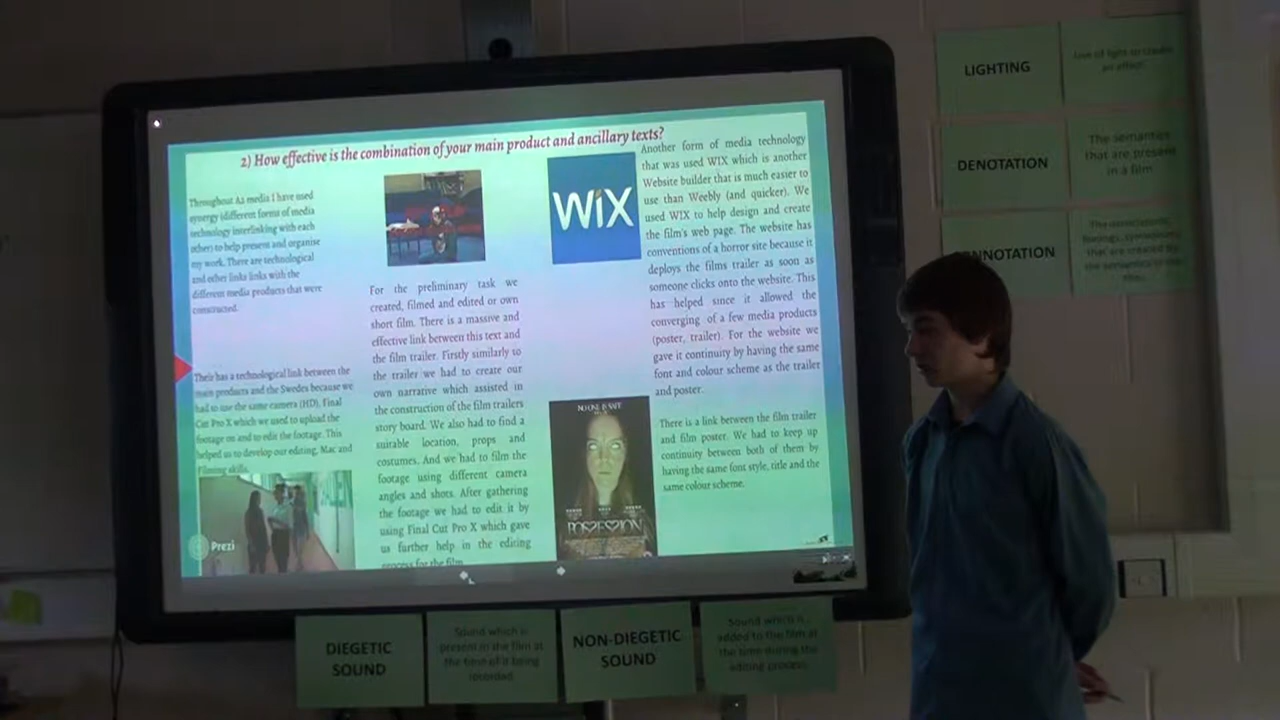 2) How effective is the combination of your main product and ancillary texts?
Throughout A2 media I have used
synergy (different forms of media
technology interlinking with each
other) to help present and organise
my work. There are technological
and other links links with the
different media products that were
constructed.
Their has a technological link between the
main products and the Swedes because we
had to use the same camera (HD). Final
Cut Pro X which we used to upload the
footage on and to edit the footage. This
helped us to develop our editing, Mac and
Filming skills.
Prezi
For the preliminary task we
created, filmed and edited or own
short film. There is a massive and
effective link between this text and
the film trailer. Firstly similarly to
the trailer we had to create our
own narrative which assisted in
the construction of the film trailers
story board. We also had to find a
suitable location, props and
costumes. And we had to film the
footage using different camera
angles and shots. After gathering
the footage we had to edit it by
using Final Cut Pro X which gave
us further help in the editing
process for the film
WiX
NO ONE IS SAFE
POSSESSION
Another form of media technology
that was used WIX which is another
Website builder that is much easier to
use than Weebly (and quicker). We
used WIX to help design and create
the film's web page. The website has
conventions of a horror site because it
deploys the films trailer as soon as
someone clicks onto the website. This
has helped since it allowed the
converging of a few media products
(poster, trailer). For the website we
gave it continuity by having the same
font and colour scheme as the trailer
and poster.
There is a link between the film trailer
and film poster. We had to keep up
continuity between both of them by
having the same font style, title and the
same colour scheme.
LIGHTING
Use of light to create
an effect
DENOTATION
The semantics
that are present
in a film
NNOTATION
DIEGETIC
SOUND
Sound which is
present in the film at
the time of it being
recorded
NON-DIEGETIC
SOUND
Sound which is
added to the film at
the time during the
editing process